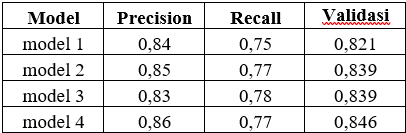 Model Precision Recall Validasi
model 1 0,84 0,75 0,821
model 2 0,85 0,77 0,839
model 3 0,83 0,78 0,839
model 4 0,86 0,77 0,846